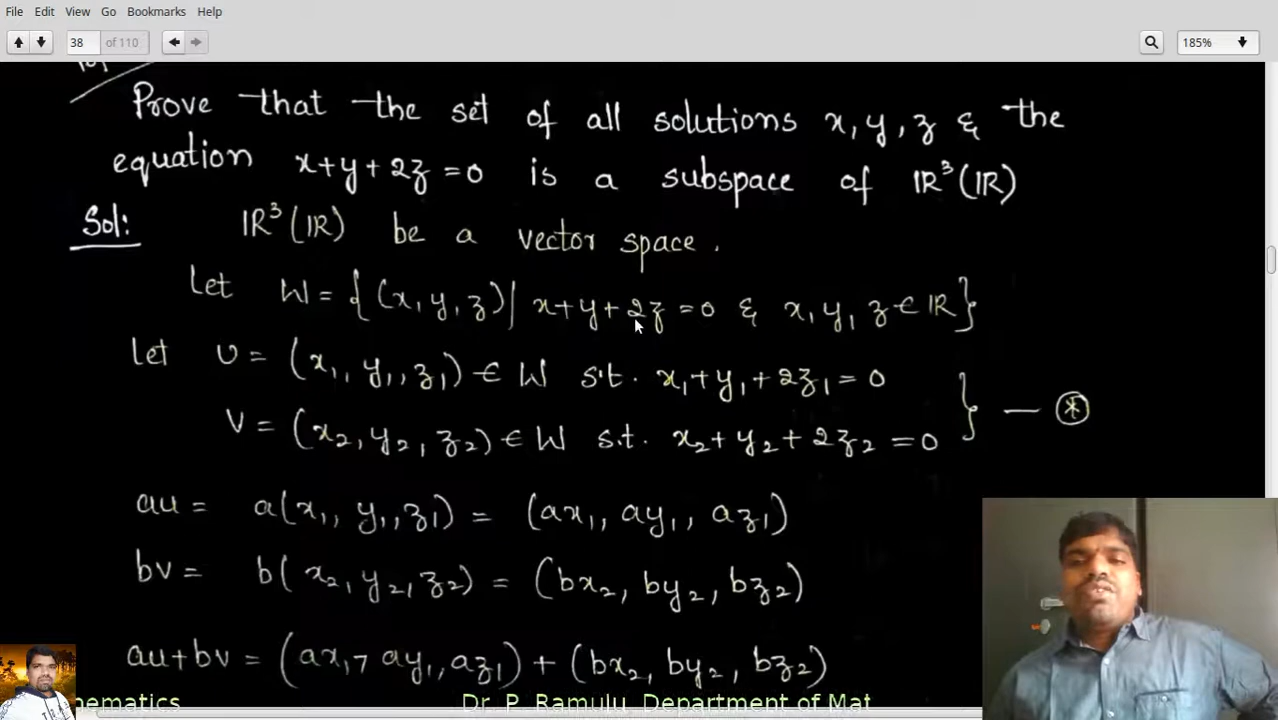 File Edit View Go Bookmarks Help
38 of 110 185%
Prove that the set of all solutions x, y, z & the
equation x+y+2z=0 is a subspace of IR³(IR)
Sol: IR³(IR) be a vector space.
Let W = {(x, y, z) | x+y+2z=0 & x, y, z ∈ IR}
Let u = (x₁, y₁, z₁) ∈ W s.t. x₁+y₁+2z₁=0
v = (x₂, y₂, z₂) ∈ W s.t. x₂+y₂+2z₂=0 } — ⊛
au = a(x₁, y₁, z₁) = (ax₁, ay₁, az₁)
bv = b(x₂, y₂, z₂) = (bx₂, by₂, bz₂)
au+bv = (ax₁, ay₁, az₁) + (bx₂, by₂, bz₂)
hematics Dr. P. Ramulu, Department of Mat